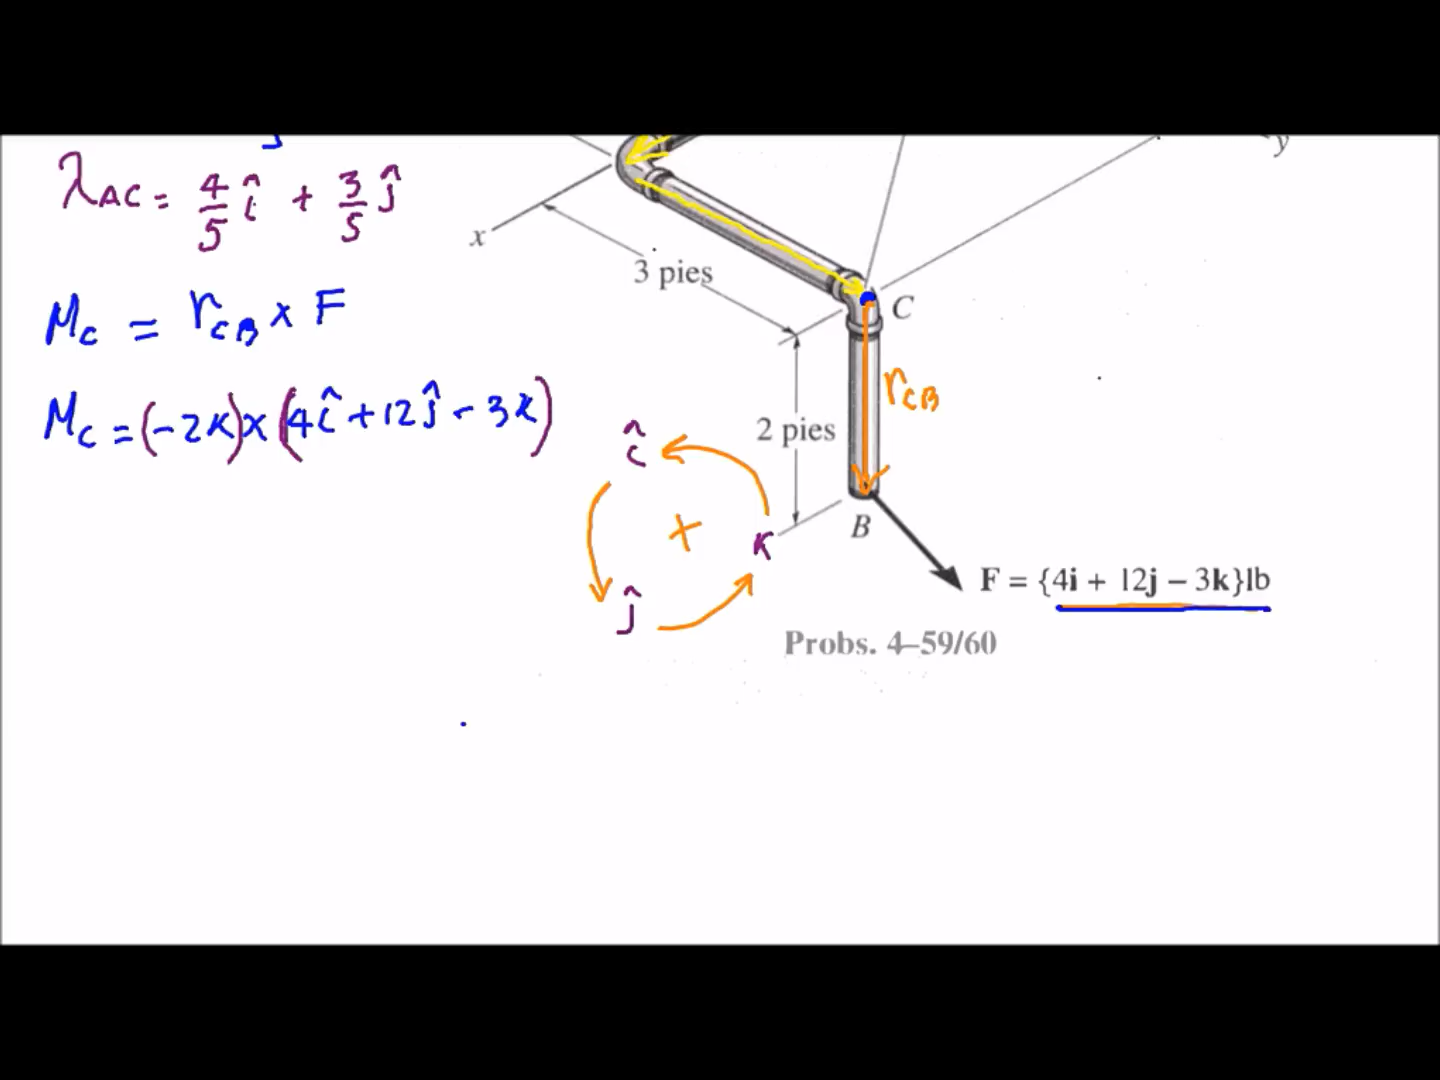 y
λAC = 4/5 î + 3/5 ĵ
x
3 pies
Mc = rCB x F
C
rCB
Mc = (-2K) x (4î + 12ĵ - 3K)
2 pies
î
+
K
B
ĵ
F = {4i + 12j − 3k}lb
Probs. 4–59/60